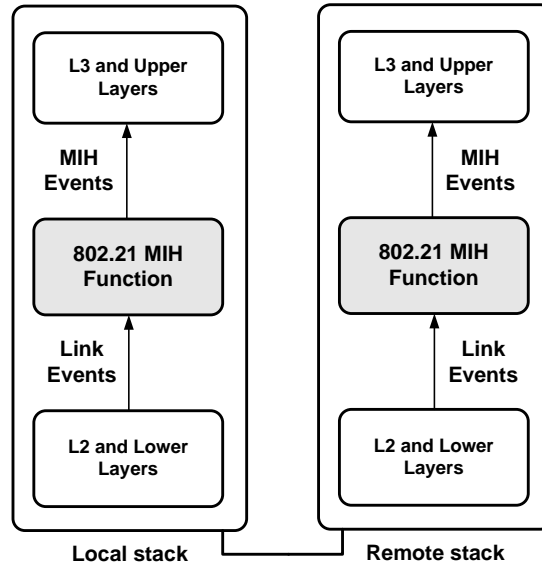 L3 and Upper
Layers
MIH
Events
802.21 MIH
Function
Link
Events
L2 and Lower
Layers
Local stack
L3 and Upper
Layers
MIH
Events
802.21 MIH
Function
Link
Events
L2 and Lower
Layers
Remote stack